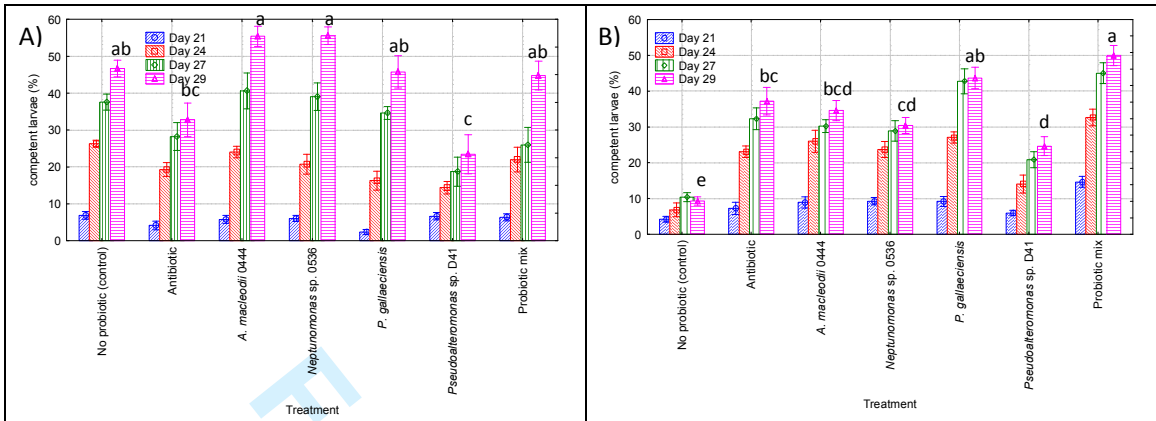 A)
60
50
40
30
20
10
0
competent larvae (%)
Day 21
Day 24
Day 27
Day 29
ab
bc
a
a
ab
c
ab
No probiotic (control)
Antibiotic
A. macleodii 0444
Neptunomonas sp. 0536
P. gallaeciensis
Pseudoalteromonas sp. D41
Probiotic mix
Treatment
F
B)
60
50
40
30
20
10
0
competent larvae (%)
Day 21
Day 24
Day 27
Day 29
e
bc
bcd
cd
ab
d
a
No probiotic (control)
Antibiotic
A. macleodii 0444
Neptunomonas sp. 0536
P. gallaeciensis
Pseudoalteromonas sp. D41
Probiotic mix
Treatment